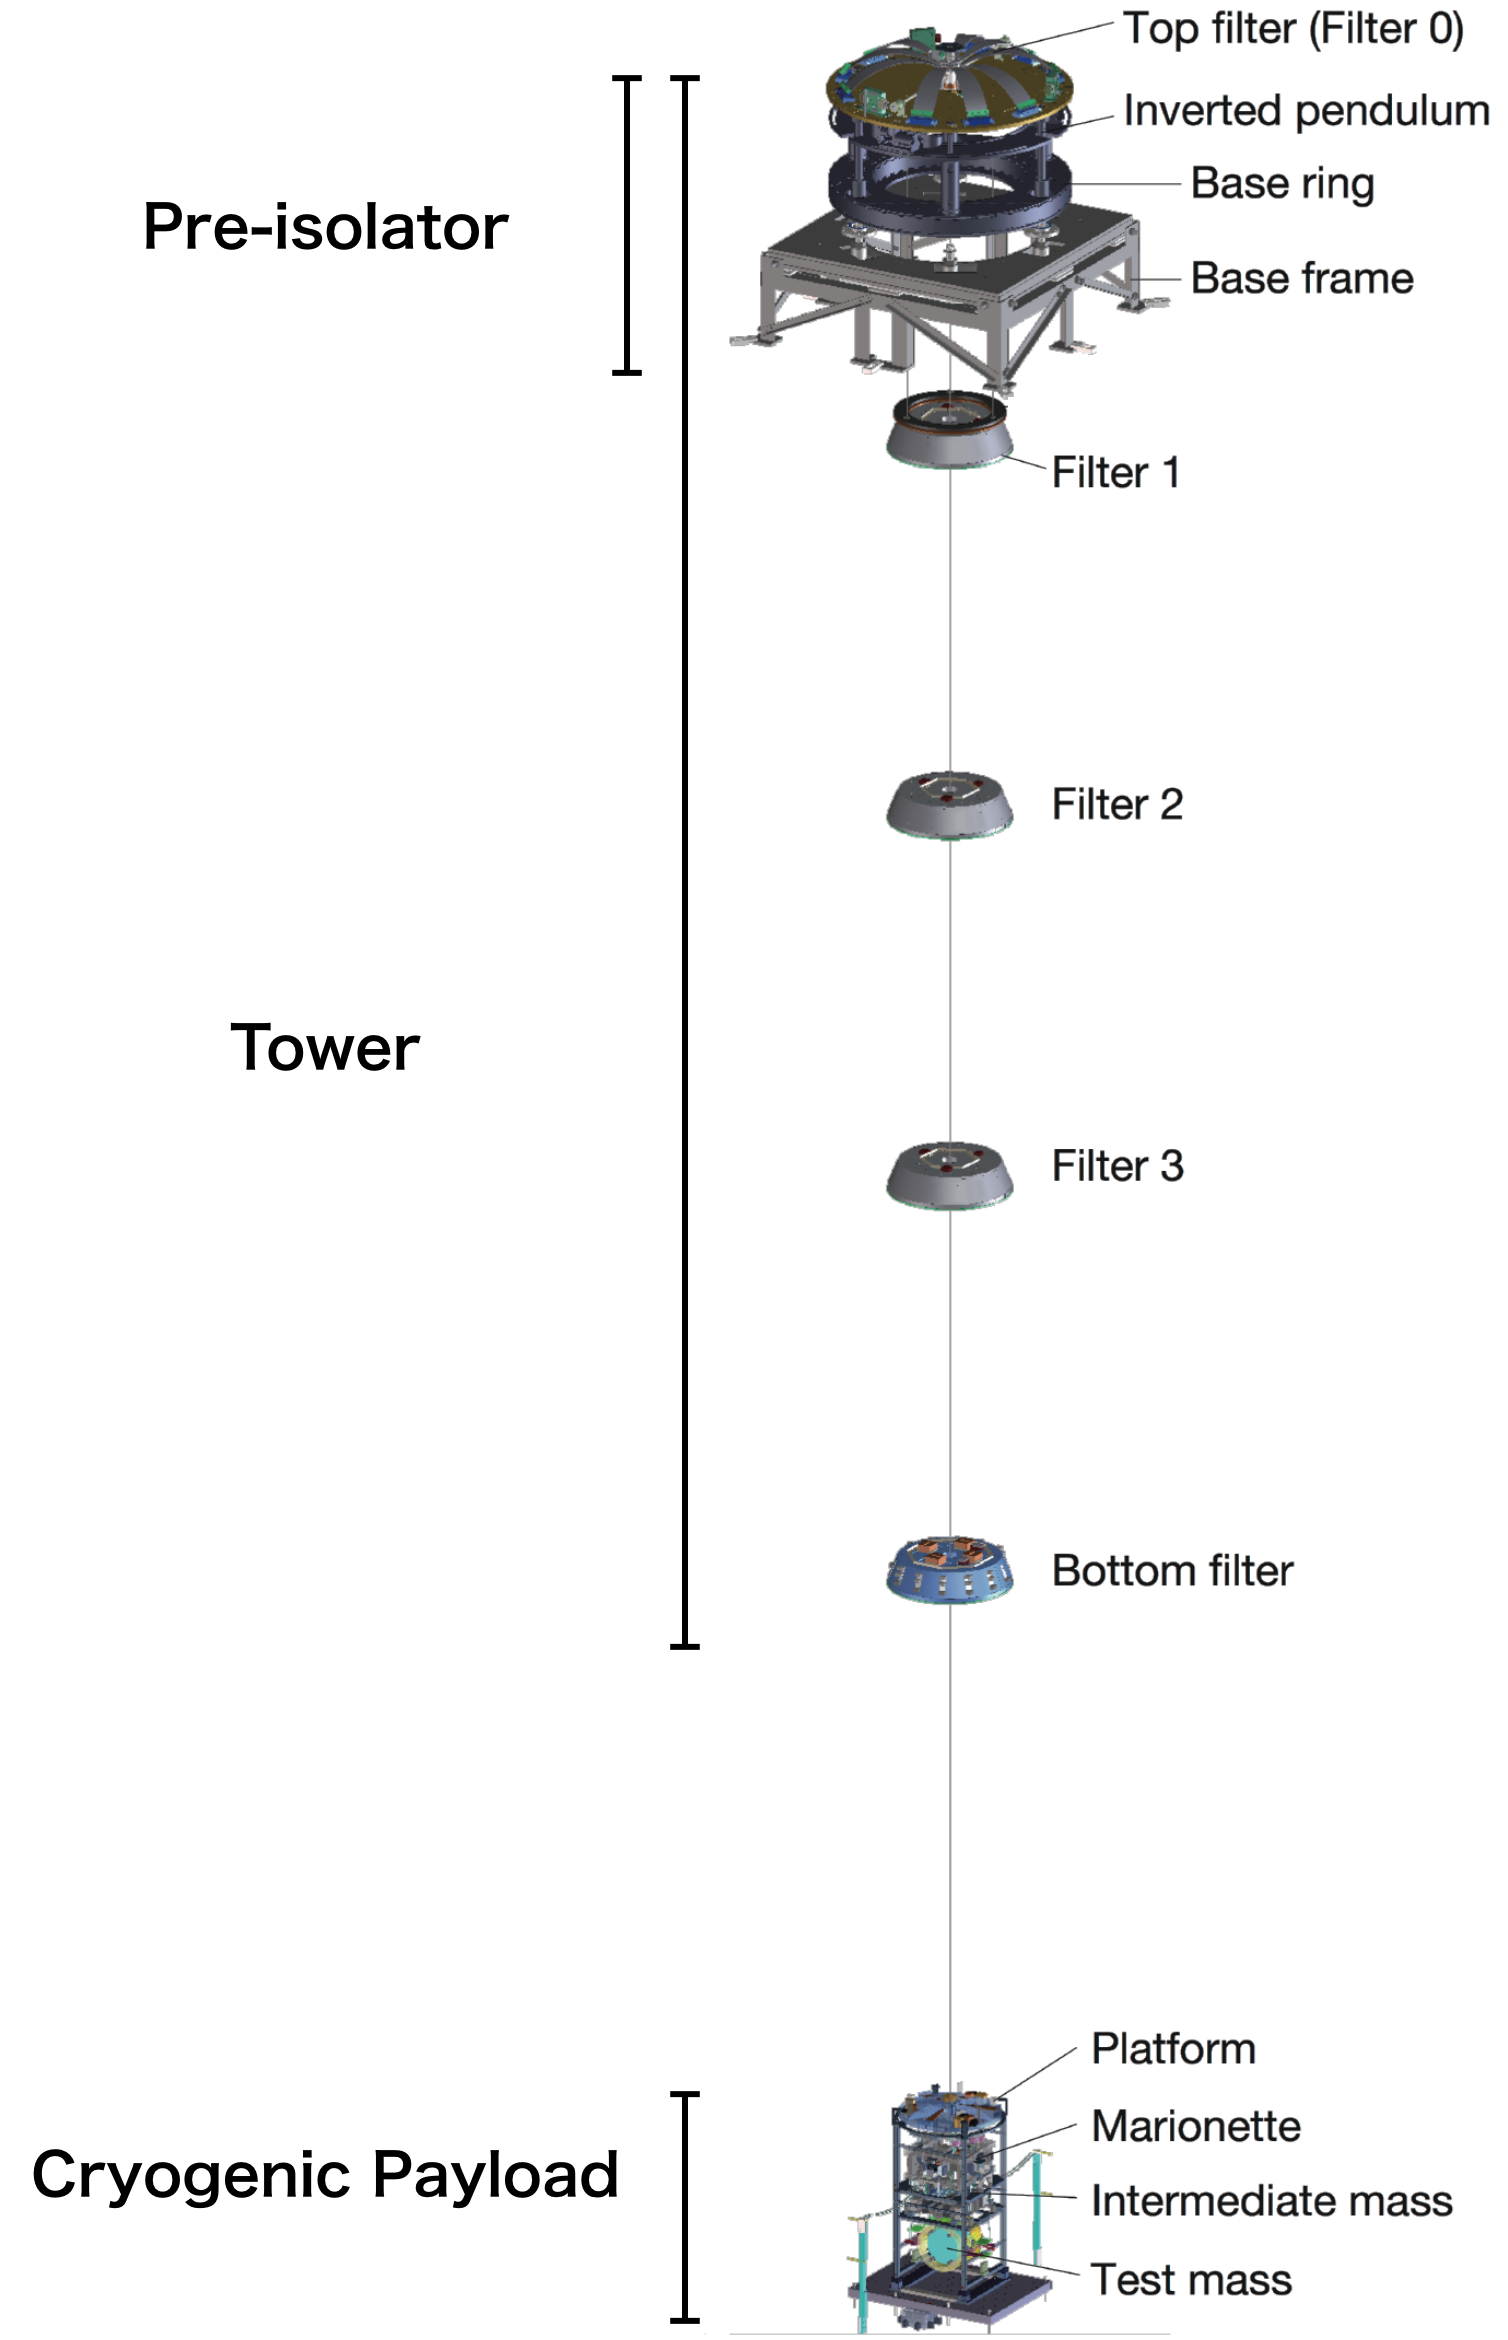 Top filter (Filter 0)
Inverted pendulum
Base ring
Pre-isolator
Base frame
Filter 1
Filter 2
Tower
Filter 3
Bottom filter
Platform
Marionette
Cryogenic Payload
Intermediate mass
Test mass